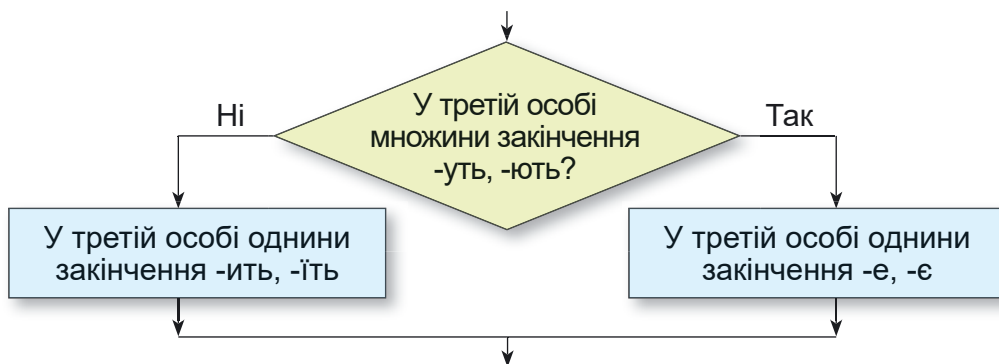 У третій особі
множини закінчення
-уть, -ють?
Ні
Так
У третій особі однини
закінчення -ить, -їть
У третій особі однини
закінчення -е, -є